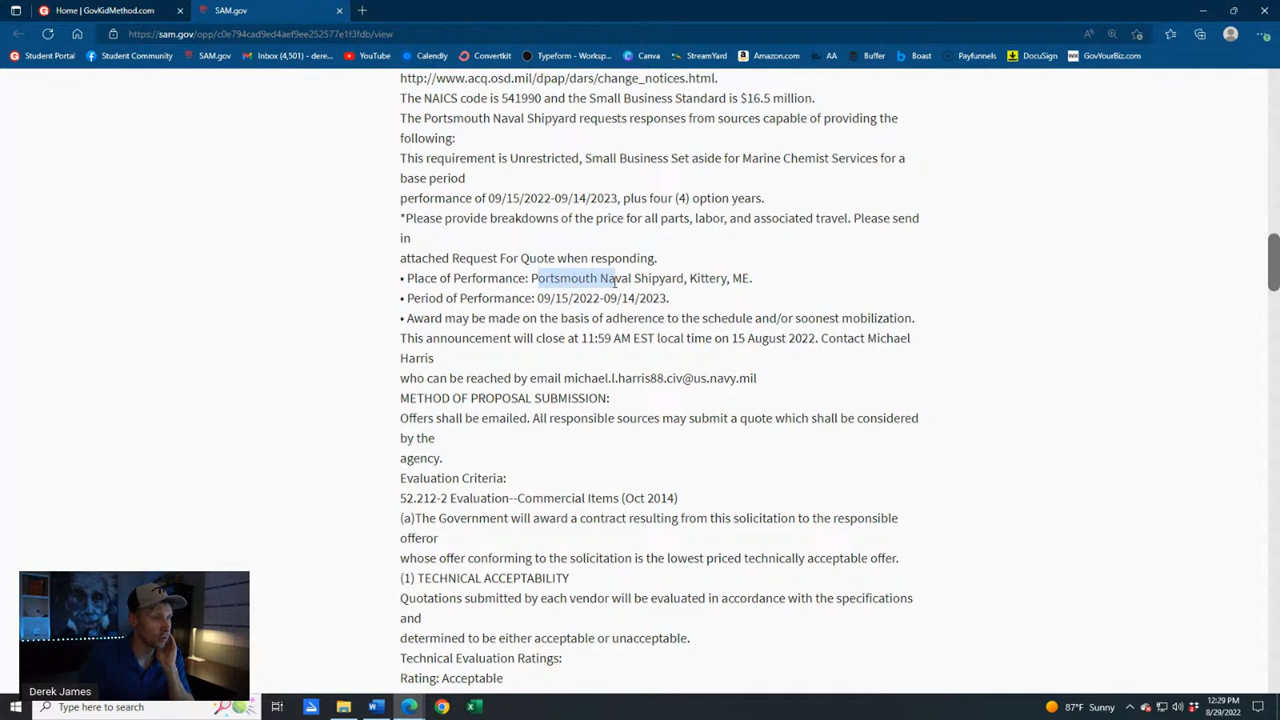 Home | GovKidMethod.com
SAM.gov
https://sam.gov/opp/c0e794cad9ed4aef9ee252577e1f3fdb/view
Student Portal
Student Community
SAM.gov
Inbox (4,501) - dere...
YouTube
Calendly
Convertkit
Typeform - Worksp...
Canva
StreamYard
Amazon.com
AA
Buffer
Boast
Payfunnels
DocuSign
GovYourBiz.com
http://www.acq.osd.mil/dpap/dars/change_notices.html.
The NAICS code is 541990 and the Small Business Standard is $16.5 million.
The Portsmouth Naval Shipyard requests responses from sources capable of providing the
following:
This requirement is Unrestricted, Small Business Set aside for Marine Chemist Services for a
base period
performance of 09/15/2022-09/14/2023, plus four (4) option years.
*Please provide breakdowns of the price for all parts, labor, and associated travel. Please send
in
attached Request For Quote when responding.
• Place of Performance: Portsmouth Naval Shipyard, Kittery, ME.
• Period of Performance: 09/15/2022-09/14/2023.
• Award may be made on the basis of adherence to the schedule and/or soonest mobilization.
This announcement will close at 11:59 AM EST local time on 15 August 2022. Contact Michael
Harris
who can be reached by email michael.l.harris88.civ@us.navy.mil
METHOD OF PROPOSAL SUBMISSION:
Offers shall be emailed. All responsible sources may submit a quote which shall be considered
by the
agency.
Evaluation Criteria:
52.212-2 Evaluation--Commercial Items (Oct 2014)
(a)The Government will award a contract resulting from this solicitation to the responsible
offeror
whose offer conforming to the solicitation is the lowest priced technically acceptable offer.
(1) TECHNICAL ACCEPTABILITY
Quotations submitted by each vendor will be evaluated in accordance with the specifications
and
determined to be either acceptable or unacceptable.
Technical Evaluation Ratings:
Rating: Acceptable
Derek James
Type here to search
87°F Sunny
12:29 PM
8/29/2022